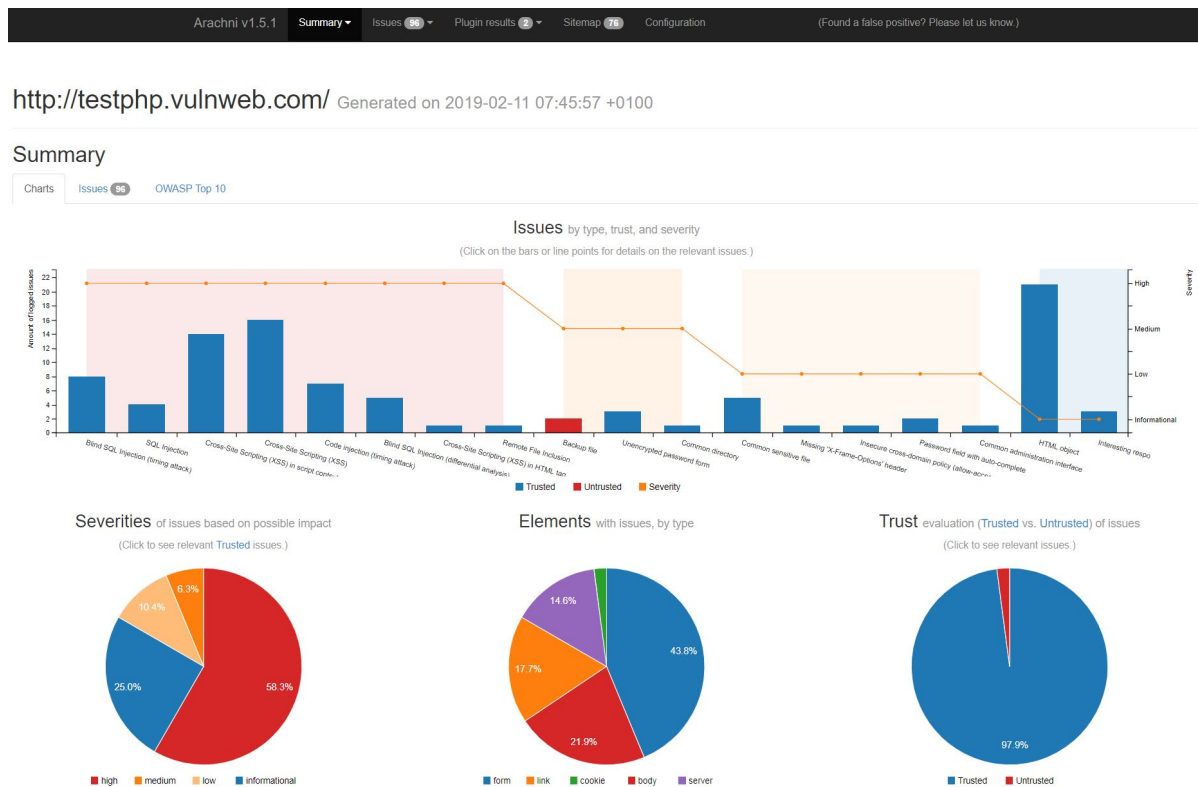 Arachni v1.5.1 Summary Issues 96 Plugin results 2 Sitemap 76 Configuration (Found a false positive? Please let us know.)
http://testphp.vulnweb.com/ Generated on 2019-02-11 07:45:57 +0100
Summary
Charts Issues 96 OWASP Top 10
Issues by type, trust, and severity
(Click on the bars or line points for details on the relevant issues.)
Amount of logged issues
22
20
18
16
14
12
10
8
6
4
2
0
High
Medium
Low
Informational
Severity
Blind SQL Injection (timing attack)
SQL Injection
Cross-Site Scripting (XSS) in script
Cross-Site Scripting (XSS)
Code injection (timing attack)
Blind SQL Injection (differential analysis)
Cross-Site Scripting (XSS) in HTML tag
Remote File Inclusion
Backup file
Unencrypted password form
Common directory
Common sensitive file
Missing 'X-Frame-Options' header
Insecure cross-domain policy
Password field with auto-complete
Common administration interface
HTML object
Interesting respo
Trusted Untrusted Severity
Severities of issues based on possible impact
(Click to see relevant Trusted issues.)
6.3%
10.4%
25.0%
58.3%
high medium low informational
Elements with issues, by type
14.6%
43.8%
17.7%
21.9%
form link cookie body server
Trust evaluation (Trusted vs. Untrusted) of issues
(Click to see relevant issues.)
97.9%
Trusted Untrusted